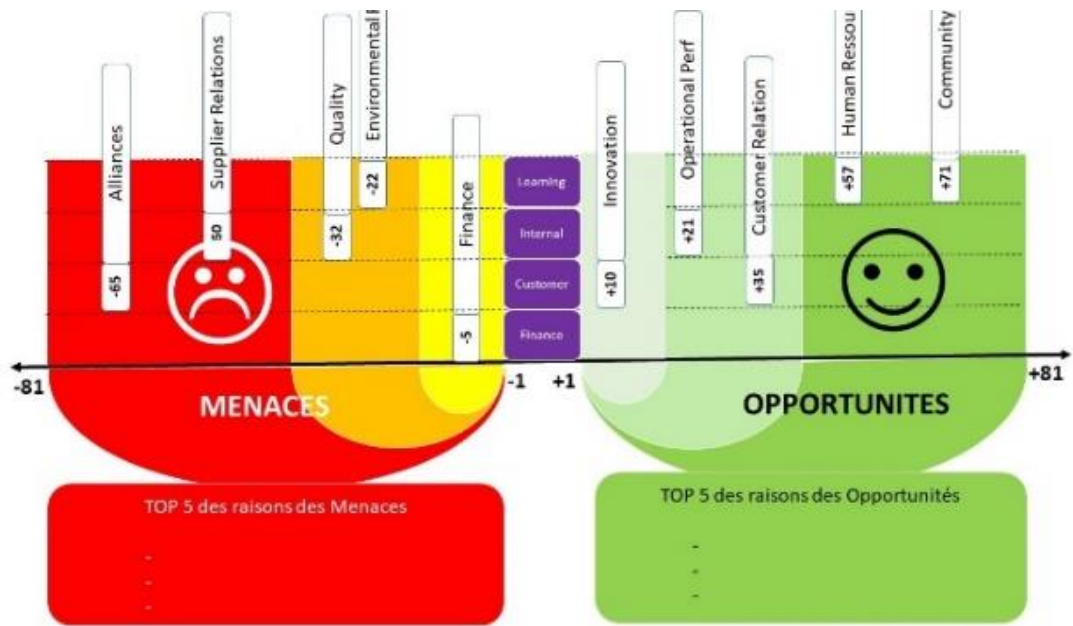 Alliances
-65
Supplier Relations
50
Quality
-32
Environmental
-22
Finance
-5
Learning
Internal
Customer
Finance
Innovation
+10
Operational Perf
+21
Customer Relation
+35
Human Ressou
+57
Community
+71
-81
-1
+1
+81
MENACES
OPPORTUNITES
TOP 5 des raisons des Menaces
-
-
-
TOP 5 des raisons des Opportunités
-
-
-